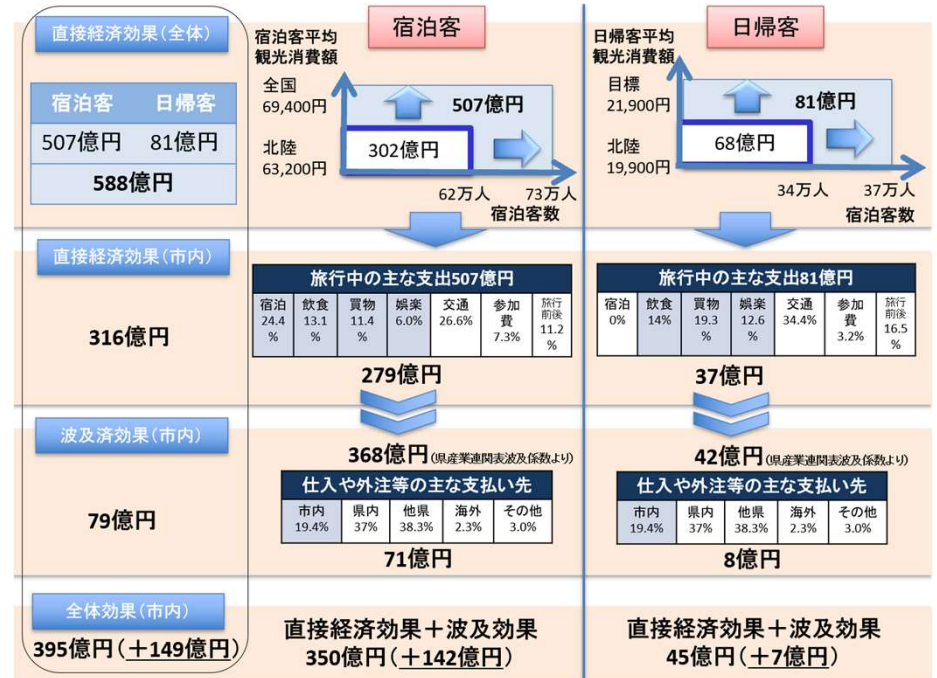 直接経済効果(全体)
宿泊客 日帰客
507億円 81億円
588億円
宿泊客平均
観光消費額
宿泊客
全国
69,400円
507億円
302億円
北陸
63,200円
62万人 73万人
宿泊客数
日帰客平均
観光消費額
日帰客
目標
21,900円
81億円
68億円
北陸
19,900円
34万人 37万人
宿泊客数
直接経済効果(市内)
316億円
旅行中の主な支出507億円
宿泊 飲食 買物 娯楽 交通 参加費 旅行前後
24.4% 13.1% 11.4% 6.0% 26.6% 7.3% 11.2%
279億円
旅行中の主な支出81億円
宿泊 飲食 買物 娯楽 交通 参加費 旅行前後
0% 14% 19.3% 12.6% 34.4% 3.2% 16.5%
37億円
波及済効果(市内)
79億円
368億円(県産業連関表波及係数より)
仕入や外注等の主な支払い先
市内 県内 他県 海外 その他
19.4% 37% 38.3% 2.3% 3.0%
71億円
42億円(県産業連関表波及係数より)
仕入や外注等の主な支払い先
市内 県内 他県 海外 その他
19.4% 37% 38.3% 2.3% 3.0%
8億円
全体効果(市内)
395億円(+149億円)
直接経済効果+波及効果
350億円(+142億円)
直接経済効果+波及効果
45億円(+7億円)